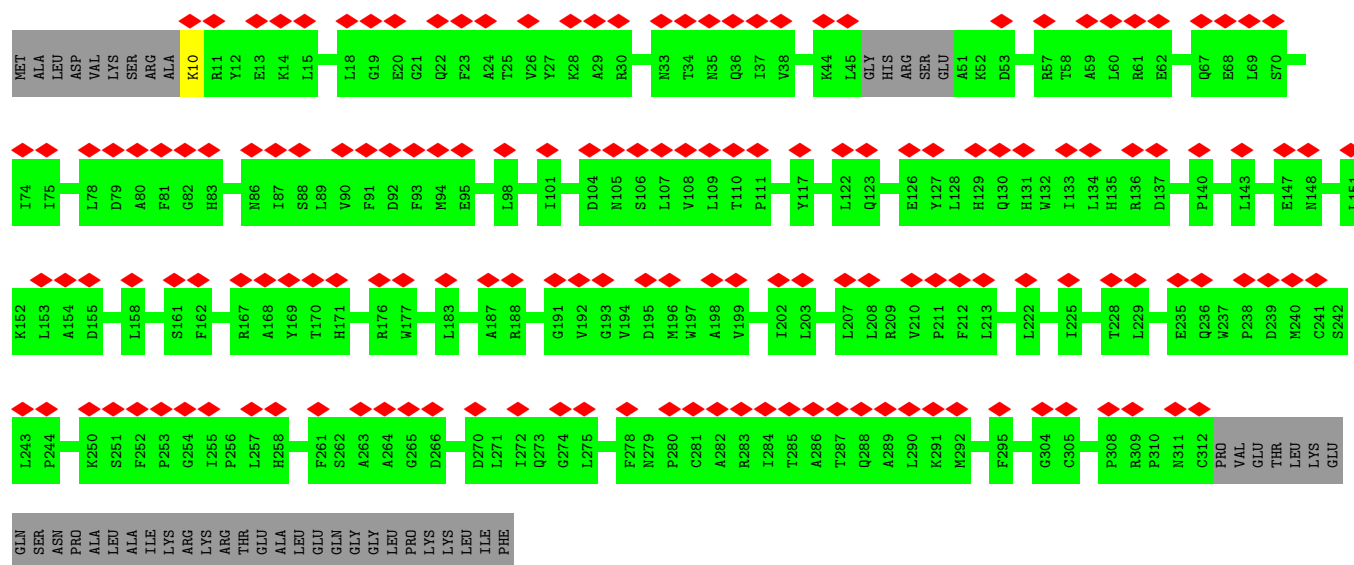 MET ALA LEU ASP VAL LYS SER ARG ALA K10 R11 Y12 E13 K14 L15 L18 G19 E20 G21 Q22 F23 A24 T25 V26 Y27 K28 A29 R30 N33 T34 N35 Q36 I37 V38 K44 L45 GLY HIS ARG SER GLU A51 K52 D53 R57 T58 A59 L60 R61 E62 Q67 E68 L69 S70
I74 I75 L78 D79 A80 F81 G82 H83 N86 I87 S88 L89 V90 F91 D92 F93 M94 E95 L98 I101 D104 N105 S106 L107 V108 L109 T110 P111 Y117 L122 Q123 E126 Y127 L128 H129 Q130 H131 W132 I133 L134 H135 R136 D137 P140 L143 E147 N148 L151
K152 L153 A154 D155 L158 S161 F162 R167 A168 Y169 T170 H171 R176 W177 L183 A187 R188 G191 V192 G193 V194 D195 M196 W197 A198 V199 I202 L203 L207 L208 R209 V210 P211 F212 L213 L222 I225 T228 L229 E235 Q236 W237 P238 D239 M240 C241 S242
L243 P244 K250 S251 F252 P253 G254 I255 P256 L257 H258 F261 S262 A263 A264 G265 D266 D270 L271 I272 Q273 G274 L275 F278 N279 P280 C281 A282 R283 I284 T285 A286 T287 Q288 A289 L290 K291 M292 F295 G304 C305 P308 R309 P310 N311 C312 PRO VAL GLU THR LEU LYS GLU
GLN SER ASN PRO ALA LEU ALA ILE LYS ARG LYS ARG THR GLU ALA LEU GLU GLN GLY GLY LEU PRO LYS LYS LEU ILE PHE